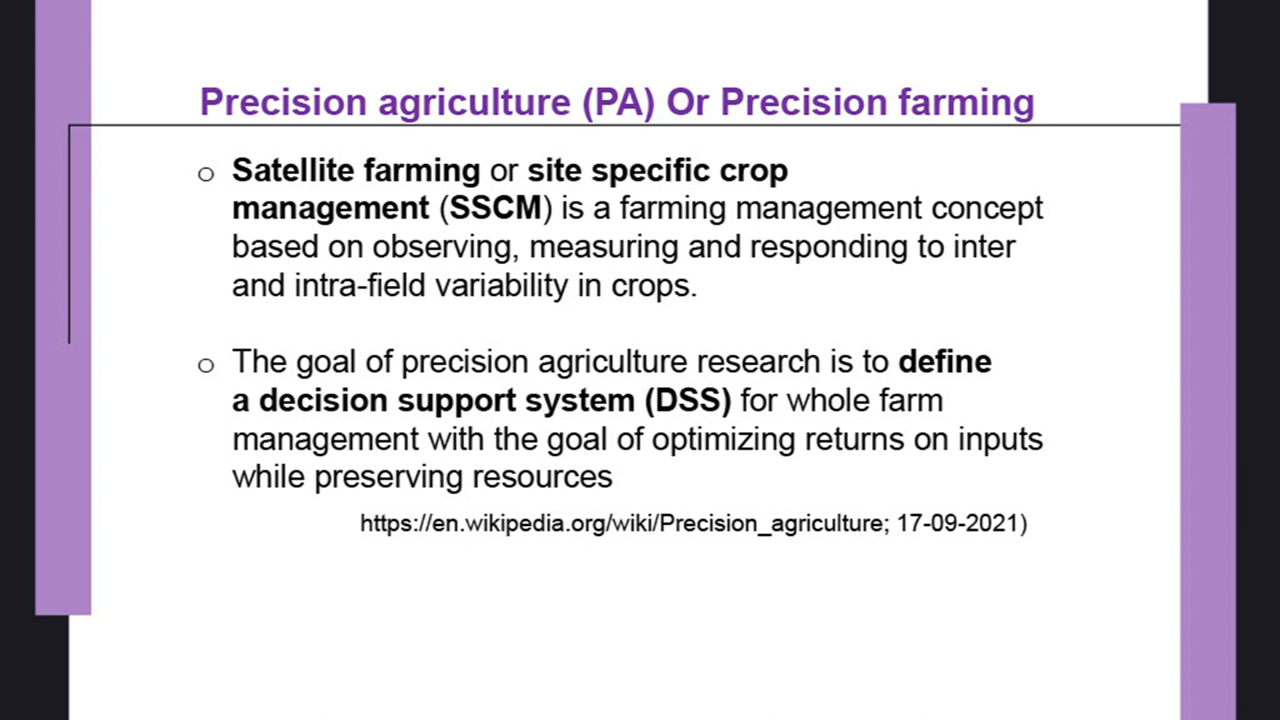 Precision agriculture (PA) Or Precision farming
Satellite farming or site specific crop
management (SSCM) is a farming management concept
based on observing, measuring and responding to inter
and intra-field variability in crops.
The goal of precision agriculture research is to define
a decision support system (DSS) for whole farm
management with the goal of optimizing returns on inputs
while preserving resources
https://en.wikipedia.org/wiki/Precision_agriculture; 17-09-2021)